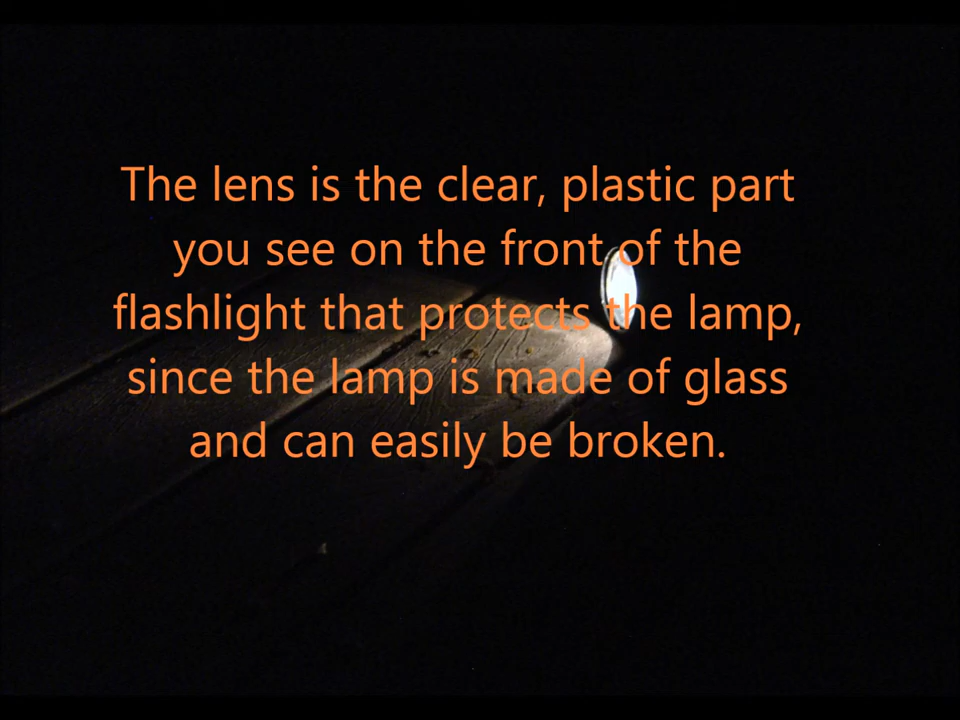 The lens is the clear, plastic part
you see on the front of the
flashlight that protects the lamp,
since the lamp is made of glass
and can easily be broken.